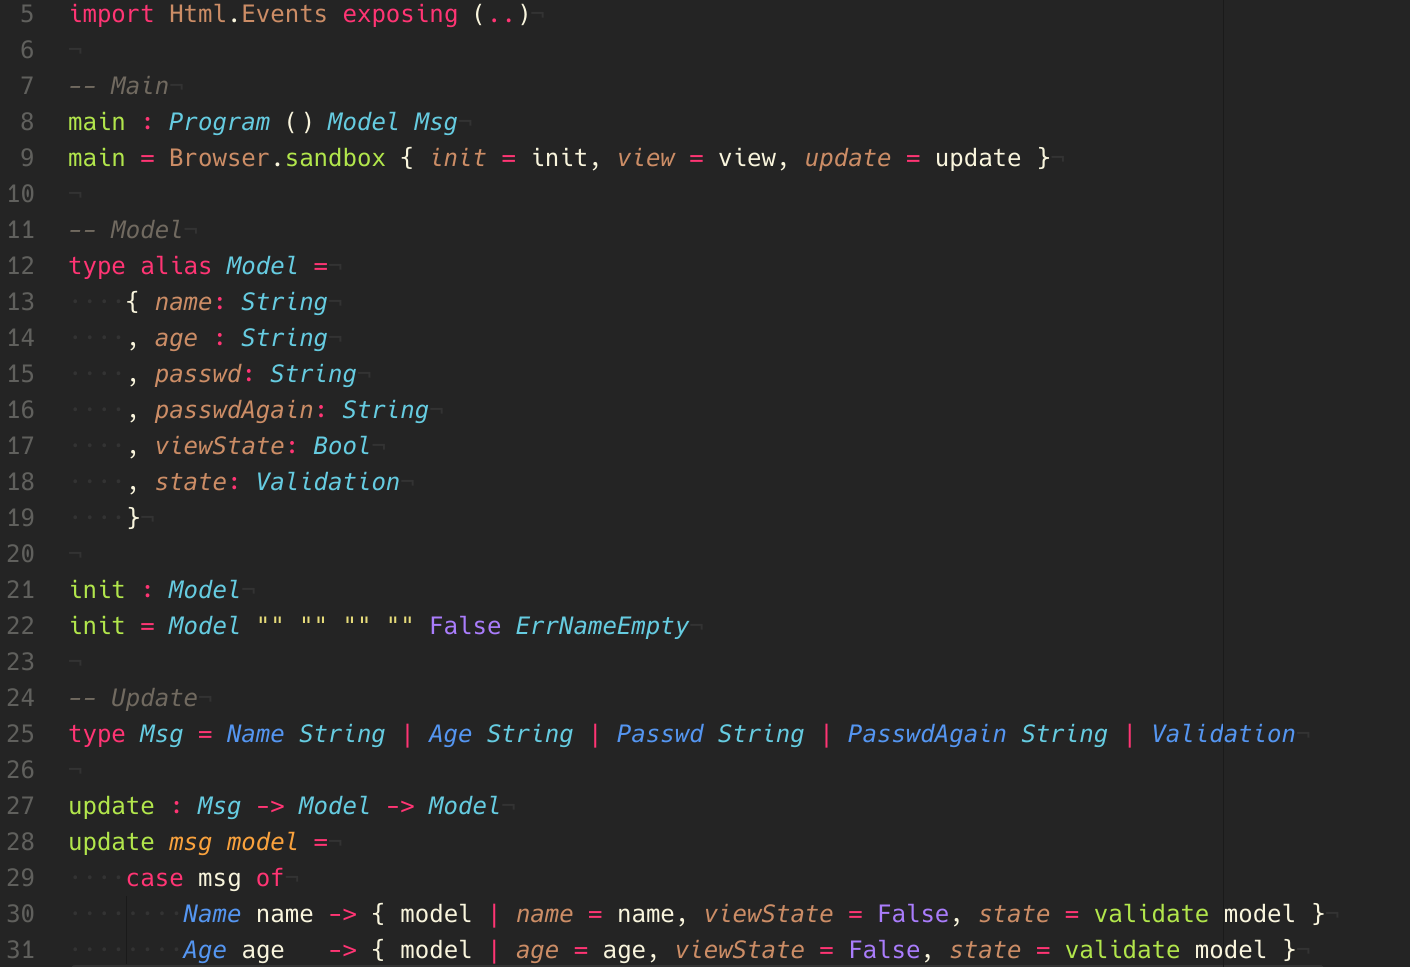 5 import Html.Events exposing (..)¬
6 ¬
7 -- Main¬
8 main : Program () Model Msg¬
9 main = Browser.sandbox { init = init, view = view, update = update }¬
10 ¬
11 -- Model¬
12 type alias Model =¬
13 ····{ name: String¬
14 ····, age : String¬
15 ····, passwd: String¬
16 ····, passwdAgain: String¬
17 ····, viewState: Bool¬
18 ····, state: Validation¬
19 ····}¬
20 ¬
21 init : Model¬
22 init = Model "" "" "" "" False ErrNameEmpty¬
23 ¬
24 -- Update¬
25 type Msg = Name String | Age String | Passwd String | PasswdAgain String | Validation¬
26 ¬
27 update : Msg -> Model -> Model¬
28 update msg model =¬
29 ····case msg of¬
30 ········Name name -> { model | name = name, viewState = False, state = validate model }¬
31 ········Age age   -> { model | age = age, viewState = False, state = validate model }¬